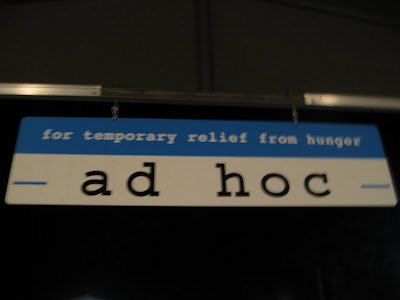 for temporary relief from hunger
ad hoc